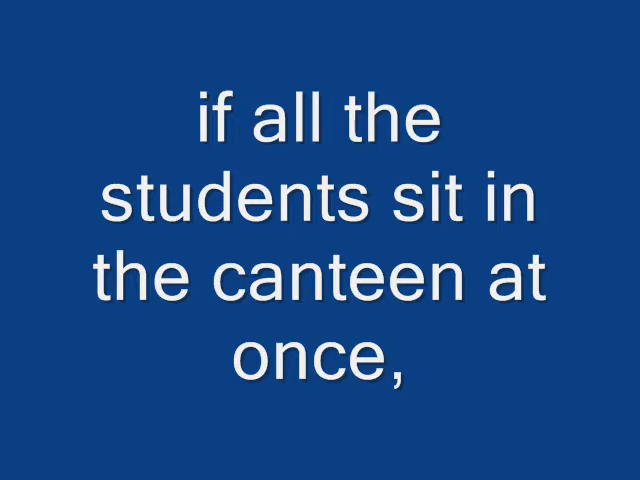 if all the
students sit in
the canteen at
once,